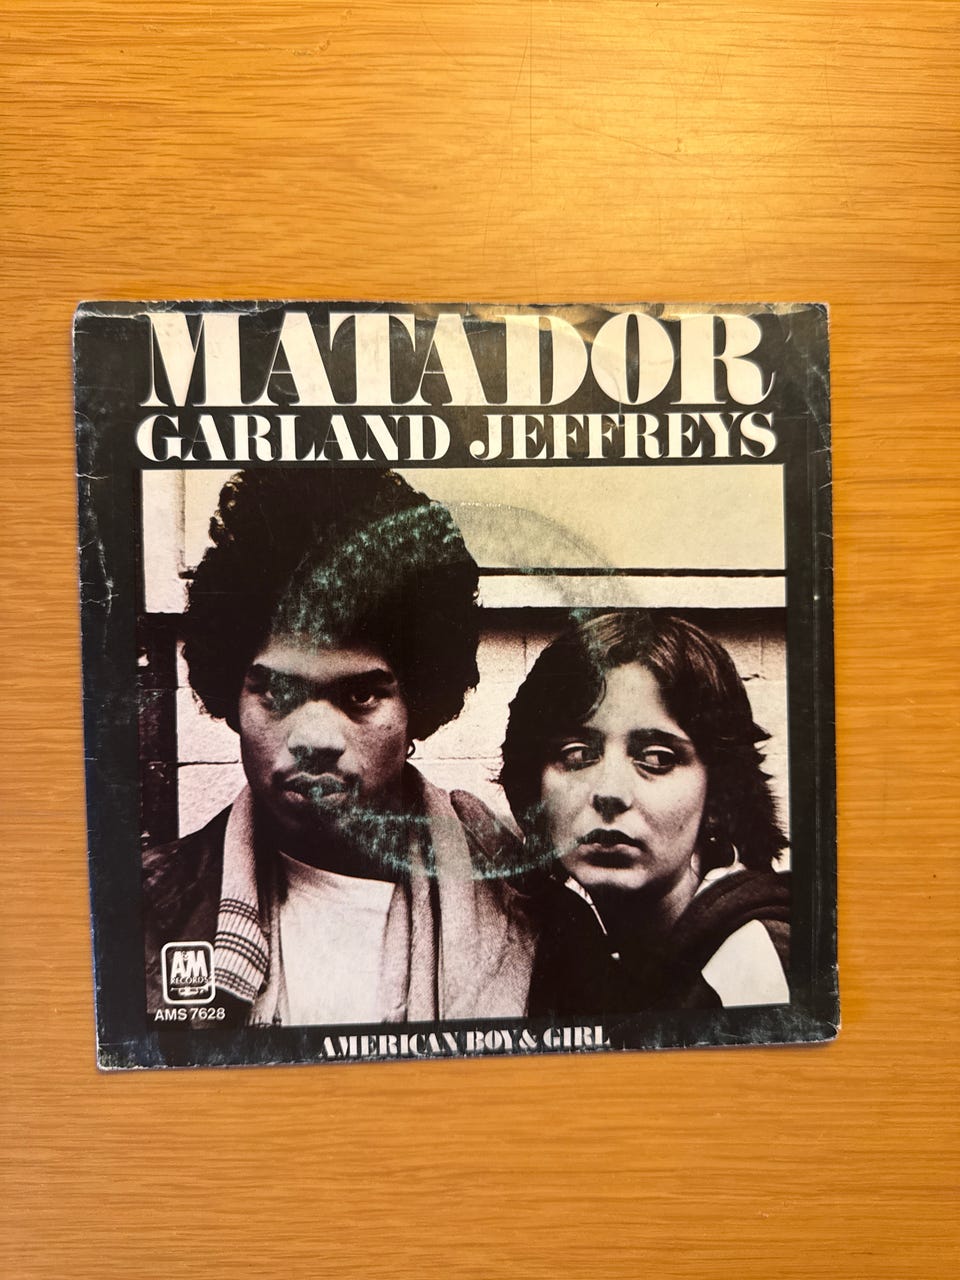 MATADOR
GARLAND JEFFREYS
A&M
RECORDS
AMS 7628
AMERICAN BOY & GIRL